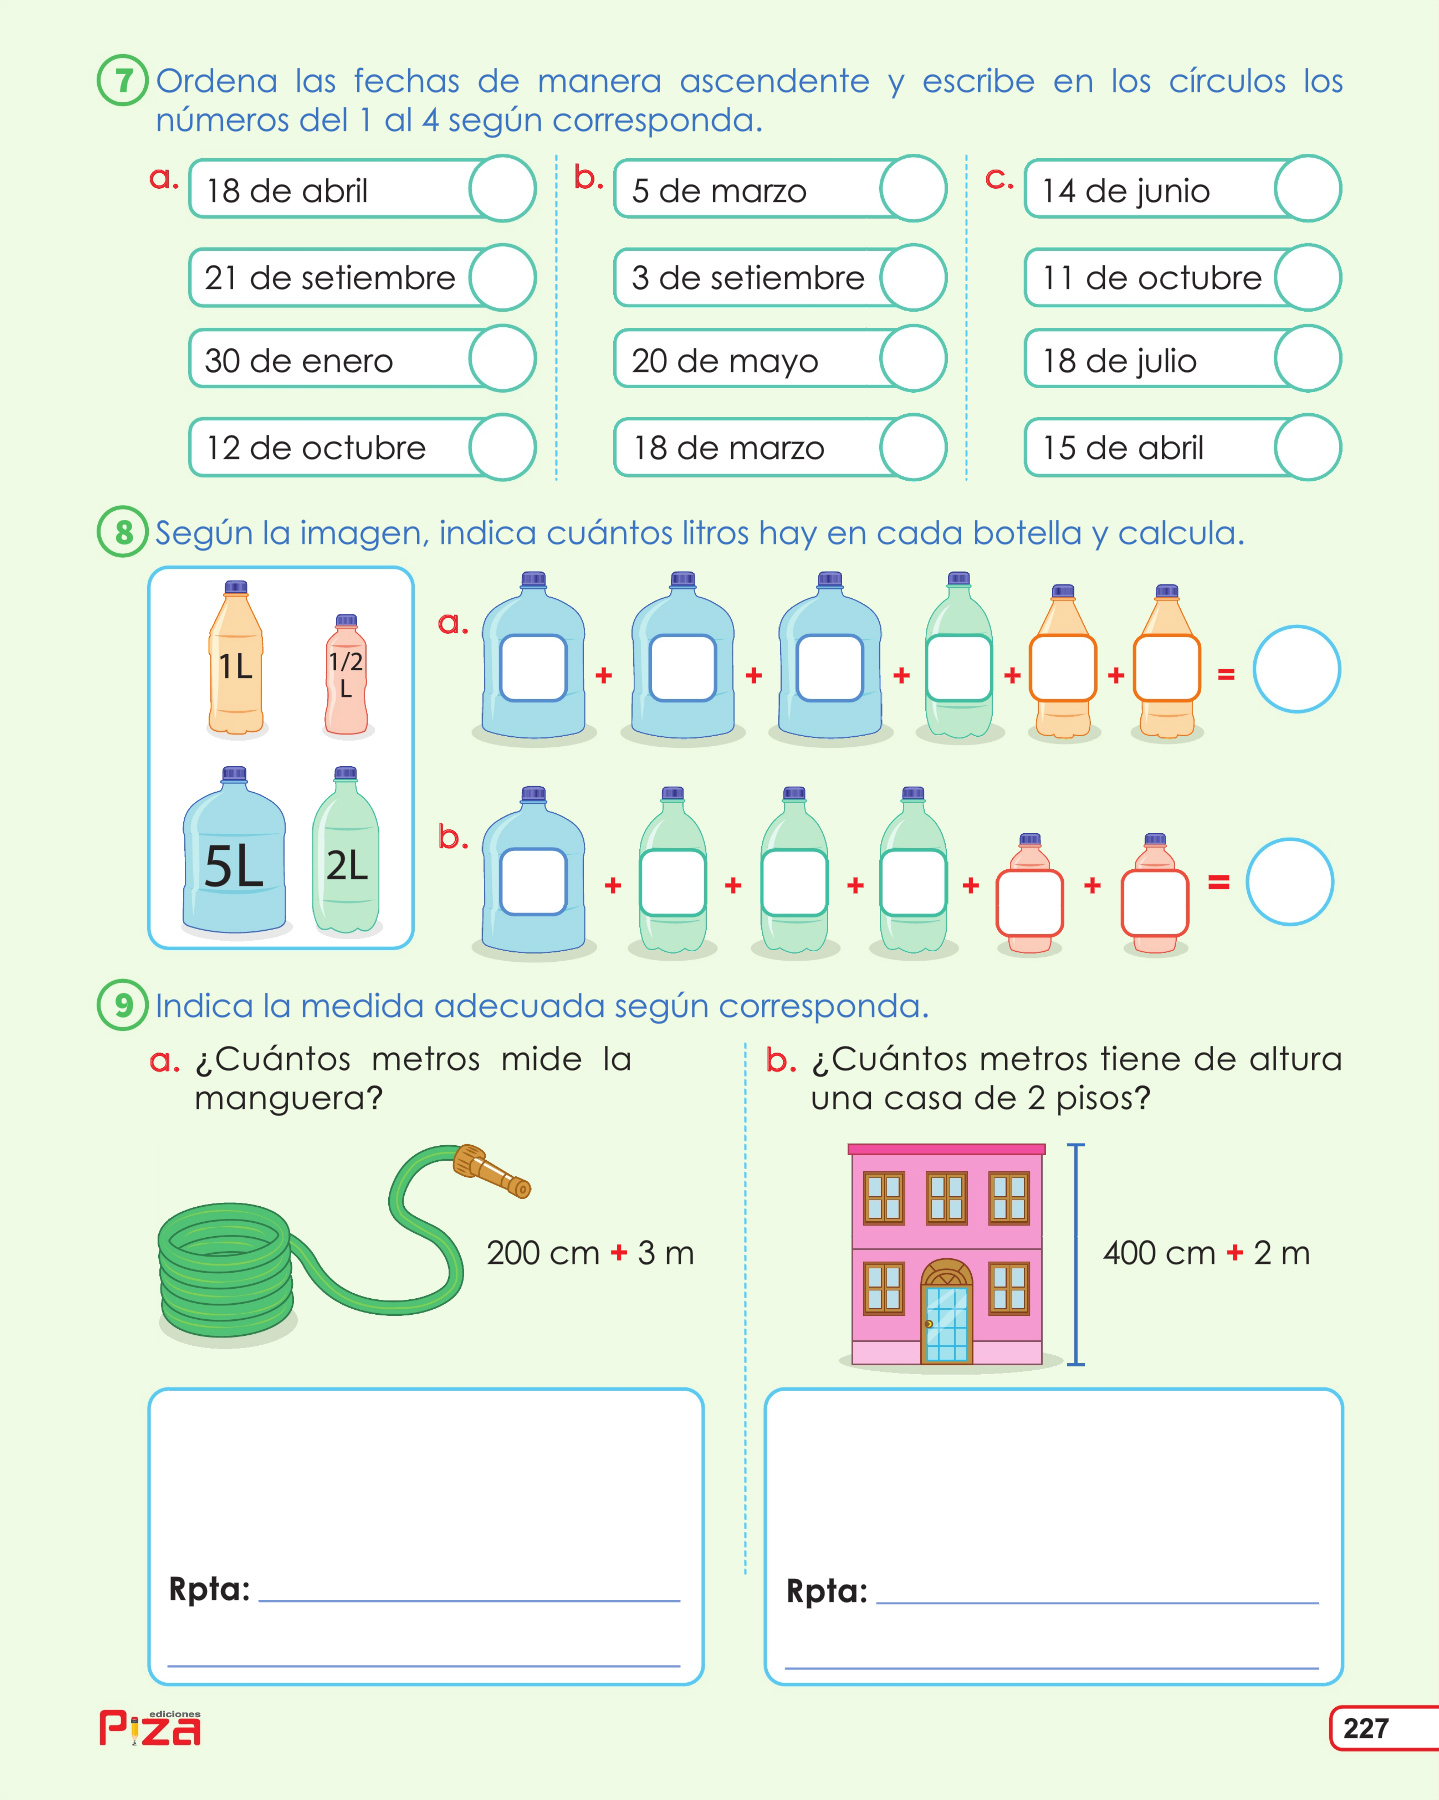 7 Ordena las fechas de manera ascendente y escribe en los círculos los
números del 1 al 4 según corresponda.
a. 18 de abril
21 de setiembre
30 de enero
12 de octubre
b. 5 de marzo
3 de setiembre
20 de mayo
18 de marzo
c. 14 de junio
11 de octubre
18 de julio
15 de abril
8 Según la imagen, indica cuántos litros hay en cada botella y calcula.
1L
1/2
L
5L
2L
a.
+ + + + + =
b.
+ + + + + =
9 Indica la medida adecuada según corresponda.
a. ¿Cuántos metros mide la
manguera?
200 cm + 3 m
Rpta:
b. ¿Cuántos metros tiene de altura
una casa de 2 pisos?
400 cm + 2 m
Rpta:
ediciones
Piza
227